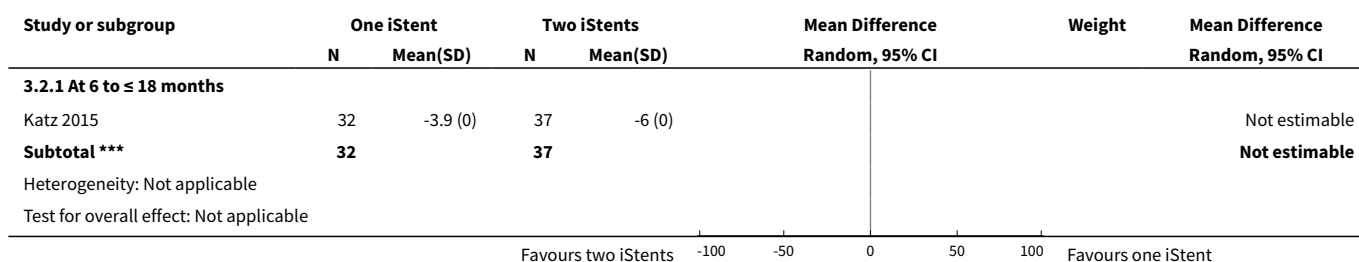 Study or subgroup One iStent Two iStents Mean Difference Weight Mean Difference
N Mean(SD) N Mean(SD) Random, 95% CI Random, 95% CI
3.2.1 At 6 to ≤ 18 months
Katz 2015 32 -3.9 (0) 37 -6 (0) Not estimable
Subtotal *** 32 37 Not estimable
Heterogeneity: Not applicable
Test for overall effect: Not applicable
Favours two iStents -100 -50 0 50 100 Favours one iStent